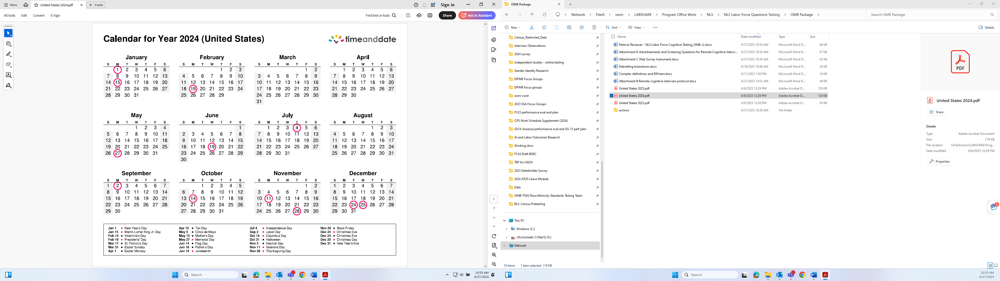 Menu
United States 2024.pdf
Create
Sign in
All tools Edit Convert E-Sign
Find text or tools
Share
Ask AI Assistant
Calendar for Year 2024 (United States)
timeanddate
January
S M T W T F S
1 2 3 4 5 6
7 8 9 10 11 12 13
14 15 16 17 18 19 20
21 22 23 24 25 26 27
28 29 30 31
February
S M T W T F S
1 2 3
4 5 6 7 8 9 10
11 12 13 14 15 16 17
18 19 20 21 22 23 24
25 26 27 28 29
March
S M T W T F S
1 2
3 4 5 6 7 8 9
10 11 12 13 14 15 16
17 18 19 20 21 22 23
24 25 26 27 28 29 30
31
April
S M T W T F S
1 2 3 4 5 6
7 8 9 10 11 12 13
14 15 16 17 18 19 20
21 22 23 24 25 26 27
28 29 30
May
S M T W T F S
1 2 3 4
5 6 7 8 9 10 11
12 13 14 15 16 17 18
19 20 21 22 23 24 25
26 27 28 29 30 31
June
S M T W T F S
1
2 3 4 5 6 7 8
9 10 11 12 13 14 15
16 17 18 19 20 21 22
23 24 25 26 27 28 29
30
July
S M T W T F S
1 2 3 4 5 6
7 8 9 10 11 12 13
14 15 16 17 18 19 20
21 22 23 24 25 26 27
28 29 30 31
August
S M T W T F S
1 2 3
4 5 6 7 8 9 10
11 12 13 14 15 16 17
18 19 20 21 22 23 24
25 26 27 28 29 30 31
September
S M T W T F S
1 2 3 4 5 6 7
8 9 10 11 12 13 14
15 16 17 18 19 20 21
22 23 24 25 26 27 28
29 30
October
S M T W T F S
1 2 3 4 5
6 7 8 9 10 11 12
13 14 15 16 17 18 19
20 21 22 23 24 25 26
27 28 29 30 31
November
S M T W T F S
1 2
3 4 5 6 7 8 9
10 11 12 13 14 15 16
17 18 19 20 21 22 23
24 25 26 27 28 29 30
December
S M T W T F S
1 2 3 4 5 6 7
8 9 10 11 12 13 14
15 16 17 18 19 20 21
22 23 24 25 26 27 28
29 30 31
Jan 1 • New Year's Day
Jan 15 • Martin Luther King Jr. Day
Feb 14 • Valentine's Day
Feb 19 • Presidents' Day
Mar 17 • St. Patrick's Day
Mar 31 • Easter Sunday
Apr 1 • Easter Monday
Apr 15 • Tax Day
May 5 • Cinco de Mayo
May 12 • Mother's Day
May 27 • Memorial Day
Jun 14 • Flag Day
Jun 16 • Father's Day
Jun 19 • Juneteenth
Jul 4 • Independence Day
Sep 2 • Labor Day
Oct 14 • Columbus Day
Oct 31 • Halloween
Nov 5 • Election Day
Nov 11 • Veterans Day
Nov 28 • Thanksgiving Day
Nov 29 • Black Friday
Dec 24 • Christmas Eve
Dec 24 • Christmas Eve
Dec 25 • Christmas Day
Dec 31 • New Year's Eve
1
1
Search
10:53 AM
6/27/2025
OMB Package
Network > Filer6 > osmr > LABSHARE > Program Office Work > NLS > NLS Labor Force Questions Testing > OMB Package >
Search OMB Package
New
Sort
View
Details
Census_Restricted_Data
Interview Observations
2024 survey
Independent studies - online testing
Gender Identity Research
DPINR Focus Groups
DPINR focus groups
osmr swot
2023 SSA Focus Groups
FY23 performance eval and plan
CPS Work Schedule Supplement (2024)
GS14 closeout performance eval and GS-15 perf plan
AI and Labor Outcomes Research
Working docs
FY24 Draft BSRC
TEP for HSOII
2023 Stakeholder Survey
2024 ATUS Leave Module
Data
OMB ITWG Race Ethnicity Standards Testing Team
BLS-Census Pretesting
This PC
Windows (C:)
cifs.homedir (\\filer5) (X:)
Network
Name Date modified Type Size
Note to Reviewer - NLS Labor Force Cognitive Testing_OMB v2.docx 6/27/2025 10:50 AM Microsoft Word D... 46 KB
Attachment D Advertisements and Screening Questions for Remote Cognitive Intervi... 6/27/2025 10:38 AM Microsoft Word D... 47 KB
Attachment C Web Survey Instrument.docx 6/27/2025 10:39 AM Microsoft Word D... 42 KB
Debriefing brainstorm.docx 6/16/2025 10:46 AM Microsoft Word D... 28 KB
Complex definitions and RIN text.docx 6/11/2025 1:58 PM Microsoft Word D... 16 KB
Attachment B Remote cognitive interview protocol.docx 6/27/2025 10:52 AM Microsoft Word D... 44 KB
United States 2025.pdf 6/6/2025 12:29 PM Adobe Acrobat D... 126 KB
United States 2024.pdf 6/6/2025 12:29 PM Adobe Acrobat D... 120 KB
United States 2023.pdf 6/6/2025 12:28 PM Adobe Acrobat D... 93 KB
archive 6/27/2025 10:38 AM File folder
PDF
United States 2024.pdf
Share
Details
Type Adobe Acrobat Document
Size 119 KB
File location \\Filer6\osmr\LABSHARE\Prog...
Date modified 6/6/2025 12:29 PM
Properties
2
10 items 1 item selected 119 KB
Search
10:53 AM
6/27/2025